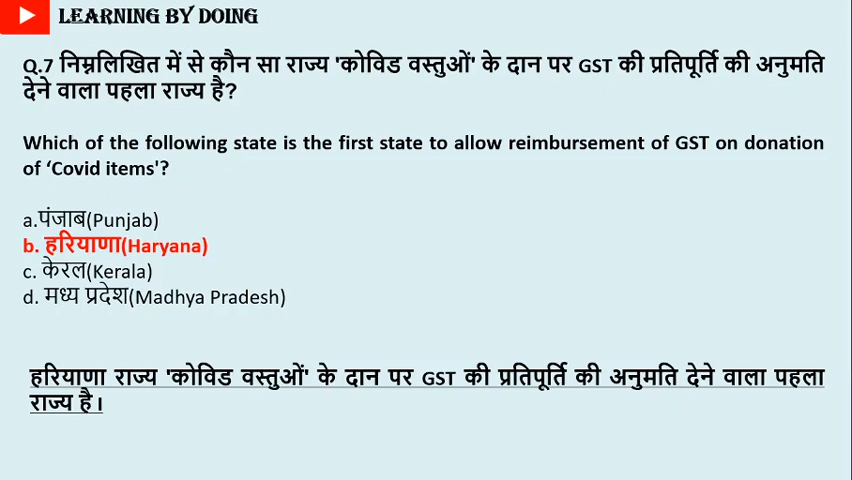 LEARNING BY DOING
Q.7 निम्नलिखित में से कौन सा राज्य 'कोविड वस्तुओं' के दान पर GST की प्रतिपूर्ति की अनुमति
देने वाला पहला राज्य है?
Which of the following state is the first state to allow reimbursement of GST on donation
of ‘Covid items'?
a.पंजाब(Punjab)
b. हरियाणा(Haryana)
c. केरल(Kerala)
d. मध्य प्रदेश(Madhya Pradesh)
हरियाणा राज्य 'कोविड वस्तुओं' के दान पर GST की प्रतिपूर्ति की अनुमति देने वाला पहला
राज्य है।